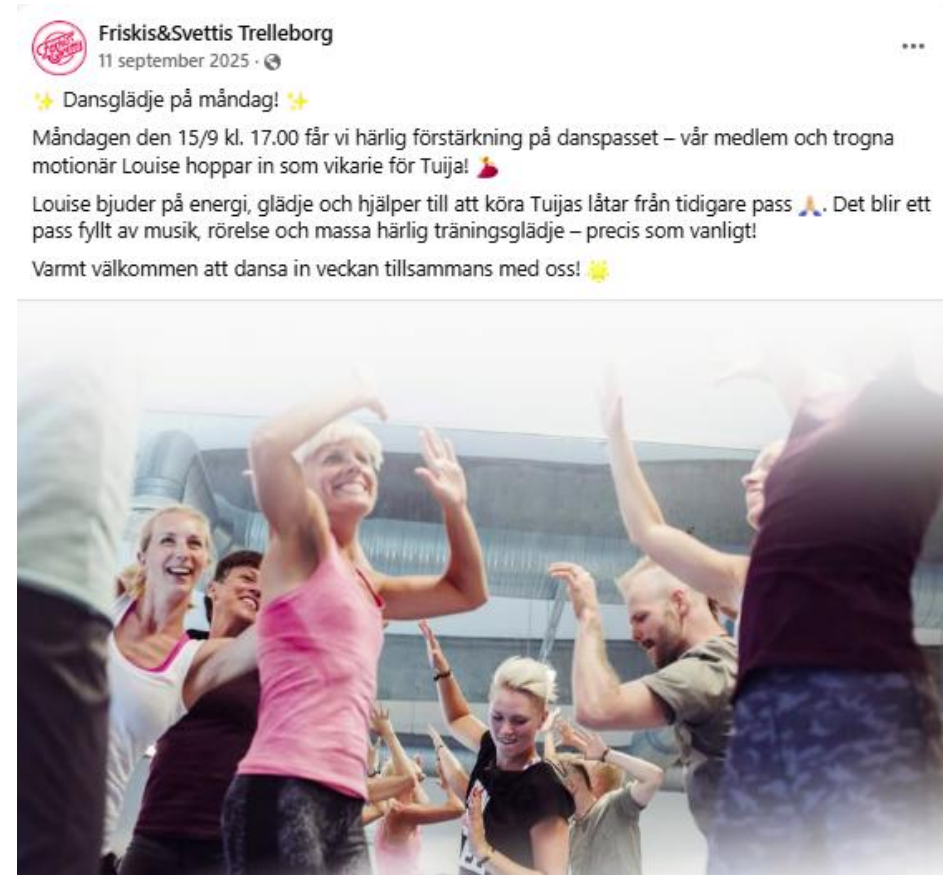 Friskis&Svettis Trelleborg
11 september 2025 ·
✨ Dansglädje på måndag! ✨
Måndagen den 15/9 kl. 17.00 får vi härlig förstärkning på danspasset – vår medlem och trogna
motionär Louise hoppar in som vikarie för Tuija! 💃
Louise bjuder på energi, glädje och hjälper till att köra Tuijas låtar från tidigare pass 🙏. Det blir ett
pass fyllt av musik, rörelse och massa härlig träningsglädje – precis som vanligt!
Varmt välkommen att dansa in veckan tillsammans med oss! 🌟